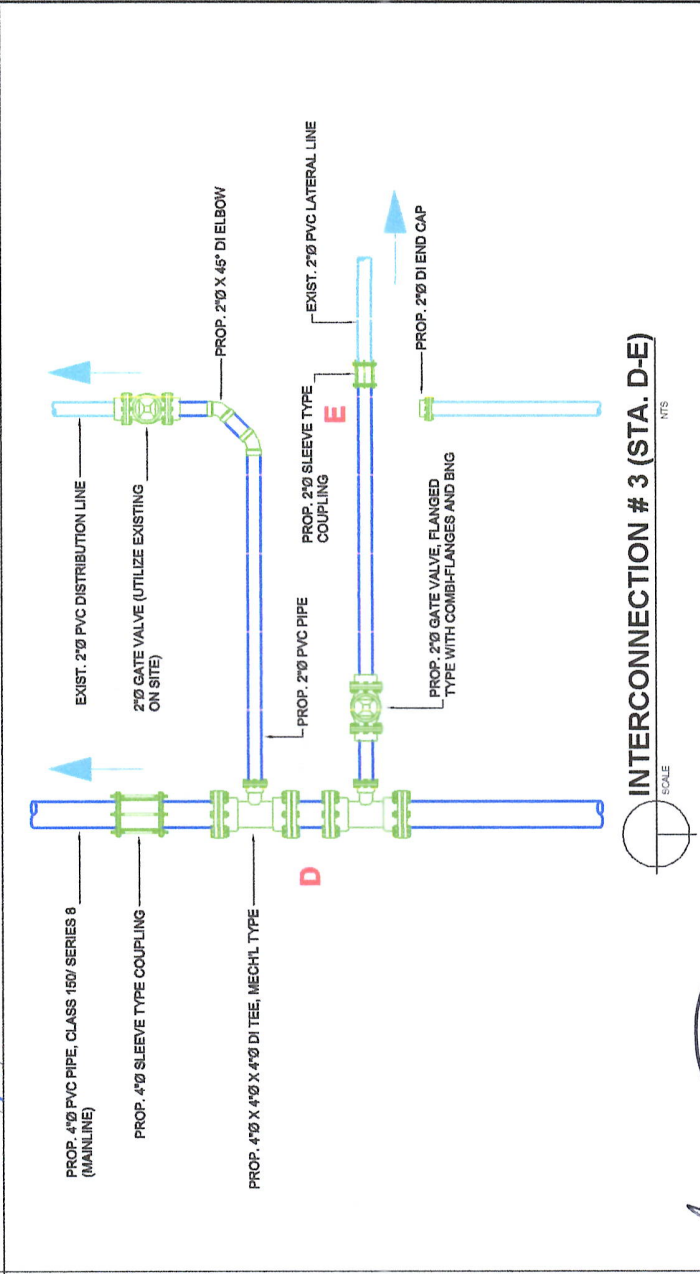 PROP. 4"Ø PVC PIPE, CLASS 150/ SERIES 8
(MAINLINE)
PROP. 4"Ø SLEEVE TYPE COUPLING
PROP. 4"Ø X 4"Ø X 4"Ø DI TEE, MECH'L TYPE
EXIST. 2"Ø PVC DISTRIBUTION LINE
2"Ø GATE VALVE (UTILIZE EXISTING
ON SITE)
PROP. 2"Ø X 45° DI ELBOW
PROP. 2"Ø PVC PIPE
PROP. 2"Ø SLEEVE TYPE
COUPLING
EXIST. 2"Ø PVC LATERAL LINE
D
E
PROP. 2"Ø GATE VALVE, FLANGED
TYPE WITH COMBI-FLANGES AND BNG
PROP. 2"Ø DI END CAP
INTERCONNECTION # 3 (STA. D-E)
SCALE
NTS